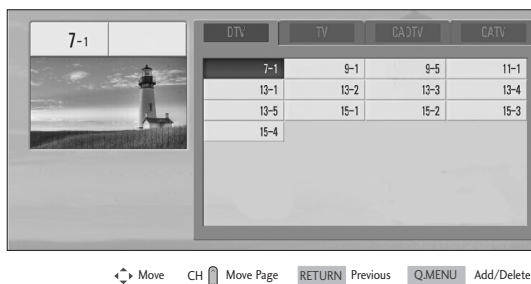 7-1
DTV TV CADTV CATV
7-1 9-1 9-5 11-1
13-1 13-2 13-3 13-4
13-5 15-1 15-2 15-3
15-4
Move CH Move Page RETURN Previous Q.MENU Add/Delete